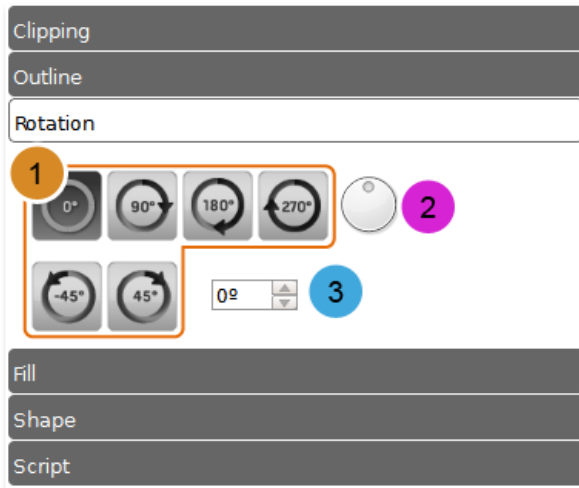 Clipping
Outline
Rotation
1
0° 90° 180° 270° 2
-45° 45° 0º 3
Fill
Shape
Script